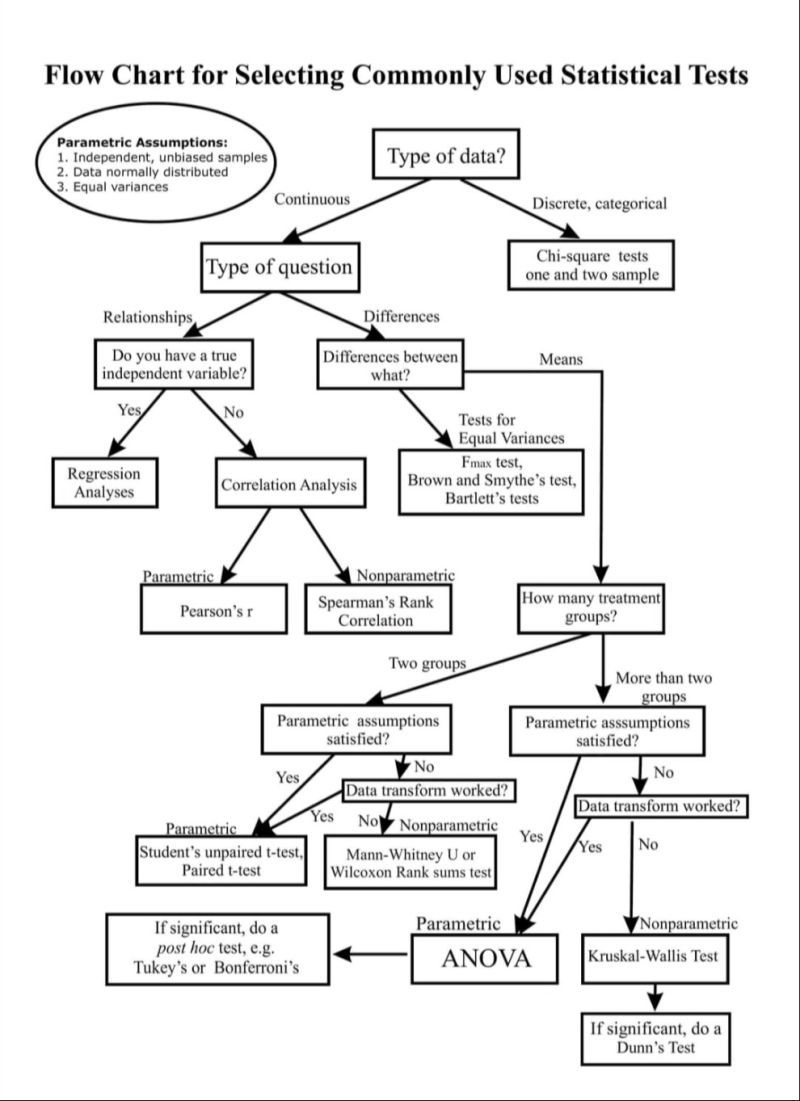 Flow Chart for Selecting Commonly Used Statistical Tests
Parametric Assumptions:
1. Independent, unbiased samples
2. Data normally distributed
3. Equal variances
Type of data?
Continuous
Discrete, categorical
Type of question
Chi-square tests
one and two sample
Relationships
Differences
Do you have a true
independent variable?
Differences between
what?
Means
Yes
No
Tests for
Equal Variances
Regression
Analyses
Correlation Analysis
Fmax test,
Brown and Smythe's test,
Bartlett's tests
Parametric
Nonparametric
Pearson's r
Spearman's Rank
Correlation
How many treatment
groups?
Two groups
More than two
groups
Parametric assumptions
satisfied?
Parametric asssumptions
satisfied?
Yes
No
No
Data transform worked?
Data transform worked?
Yes
No
Nonparametric
Parametric
Student's unpaired t-test,
Paired t-test
Mann-Whitney U or
Wilcoxon Rank sums test
Yes
Yes
No
Parametric
Nonparametric
If significant, do a
post hoc test, e.g.
Tukey's or Bonferroni's
ANOVA
Kruskal-Wallis Test
If significant, do a
Dunn's Test